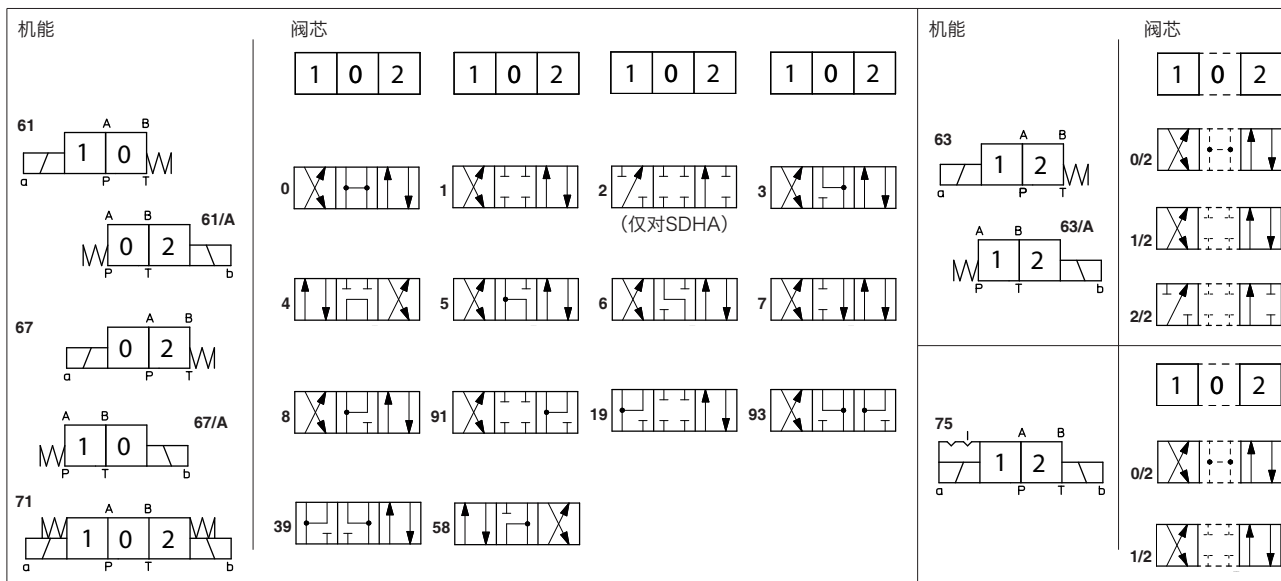 机能 阀芯 机能 阀芯
1 0 2 1 0 2 1 0 2 1 0 2 1 0 2
61 A B
1 0
a P T
63 A B
1 2
a P T
0/2
0 1 2 3
(仅对SDHA)
A B 61/A
0 2
P T b
1/2
A B 63/A
1 2
P T b
4 5 6 7
2/2
67 A B
0 2
a P T
1 0 2
8 91 19 93
A B 67/A
1 0
P T b
75 A B
1 2
a P T b
0/2
71 A B
1 0 2
a P T b
39 58
1/2